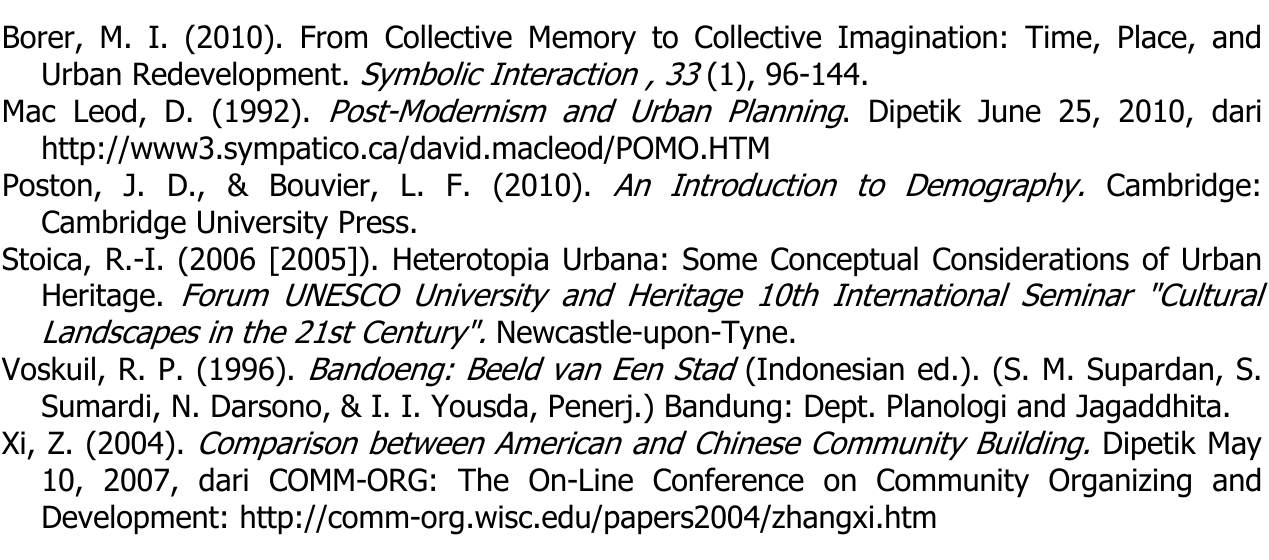 Borer, M. I. (2010). From Collective Memory to Collective Imagination: Time, Place, and
Urban Redevelopment. Symbolic Interaction , 33 (1), 96-144.
Mac Leod, D. (1992). Post-Modernism and Urban Planning. Dipetik June 25, 2010, dari
http://www3.sympatico.ca/david.macleod/POMO.HTM
Poston, J. D., & Bouvier, L. F. (2010). An Introduction to Demography. Cambridge:
Cambridge University Press.
Stoica, R.-I. (2006 [2005]). Heterotopia Urbana: Some Conceptual Considerations of Urban
Heritage. Forum UNESCO University and Heritage 10th International Seminar "Cultural
Landscapes in the 21st Century". Newcastle-upon-Tyne.
Voskuil, R. P. (1996). Bandoeng: Beeld van Een Stad (Indonesian ed.). (S. M. Supardan, S.
Sumardi, N. Darsono, & I. I. Yousda, Penerj.) Bandung: Dept. Planologi and Jagaddhita.
Xi, Z. (2004). Comparison between American and Chinese Community Building. Dipetik May
10, 2007, dari COMM-ORG: The On-Line Conference on Community Organizing and
Development: http://comm-org.wisc.edu/papers2004/zhangxi.htm